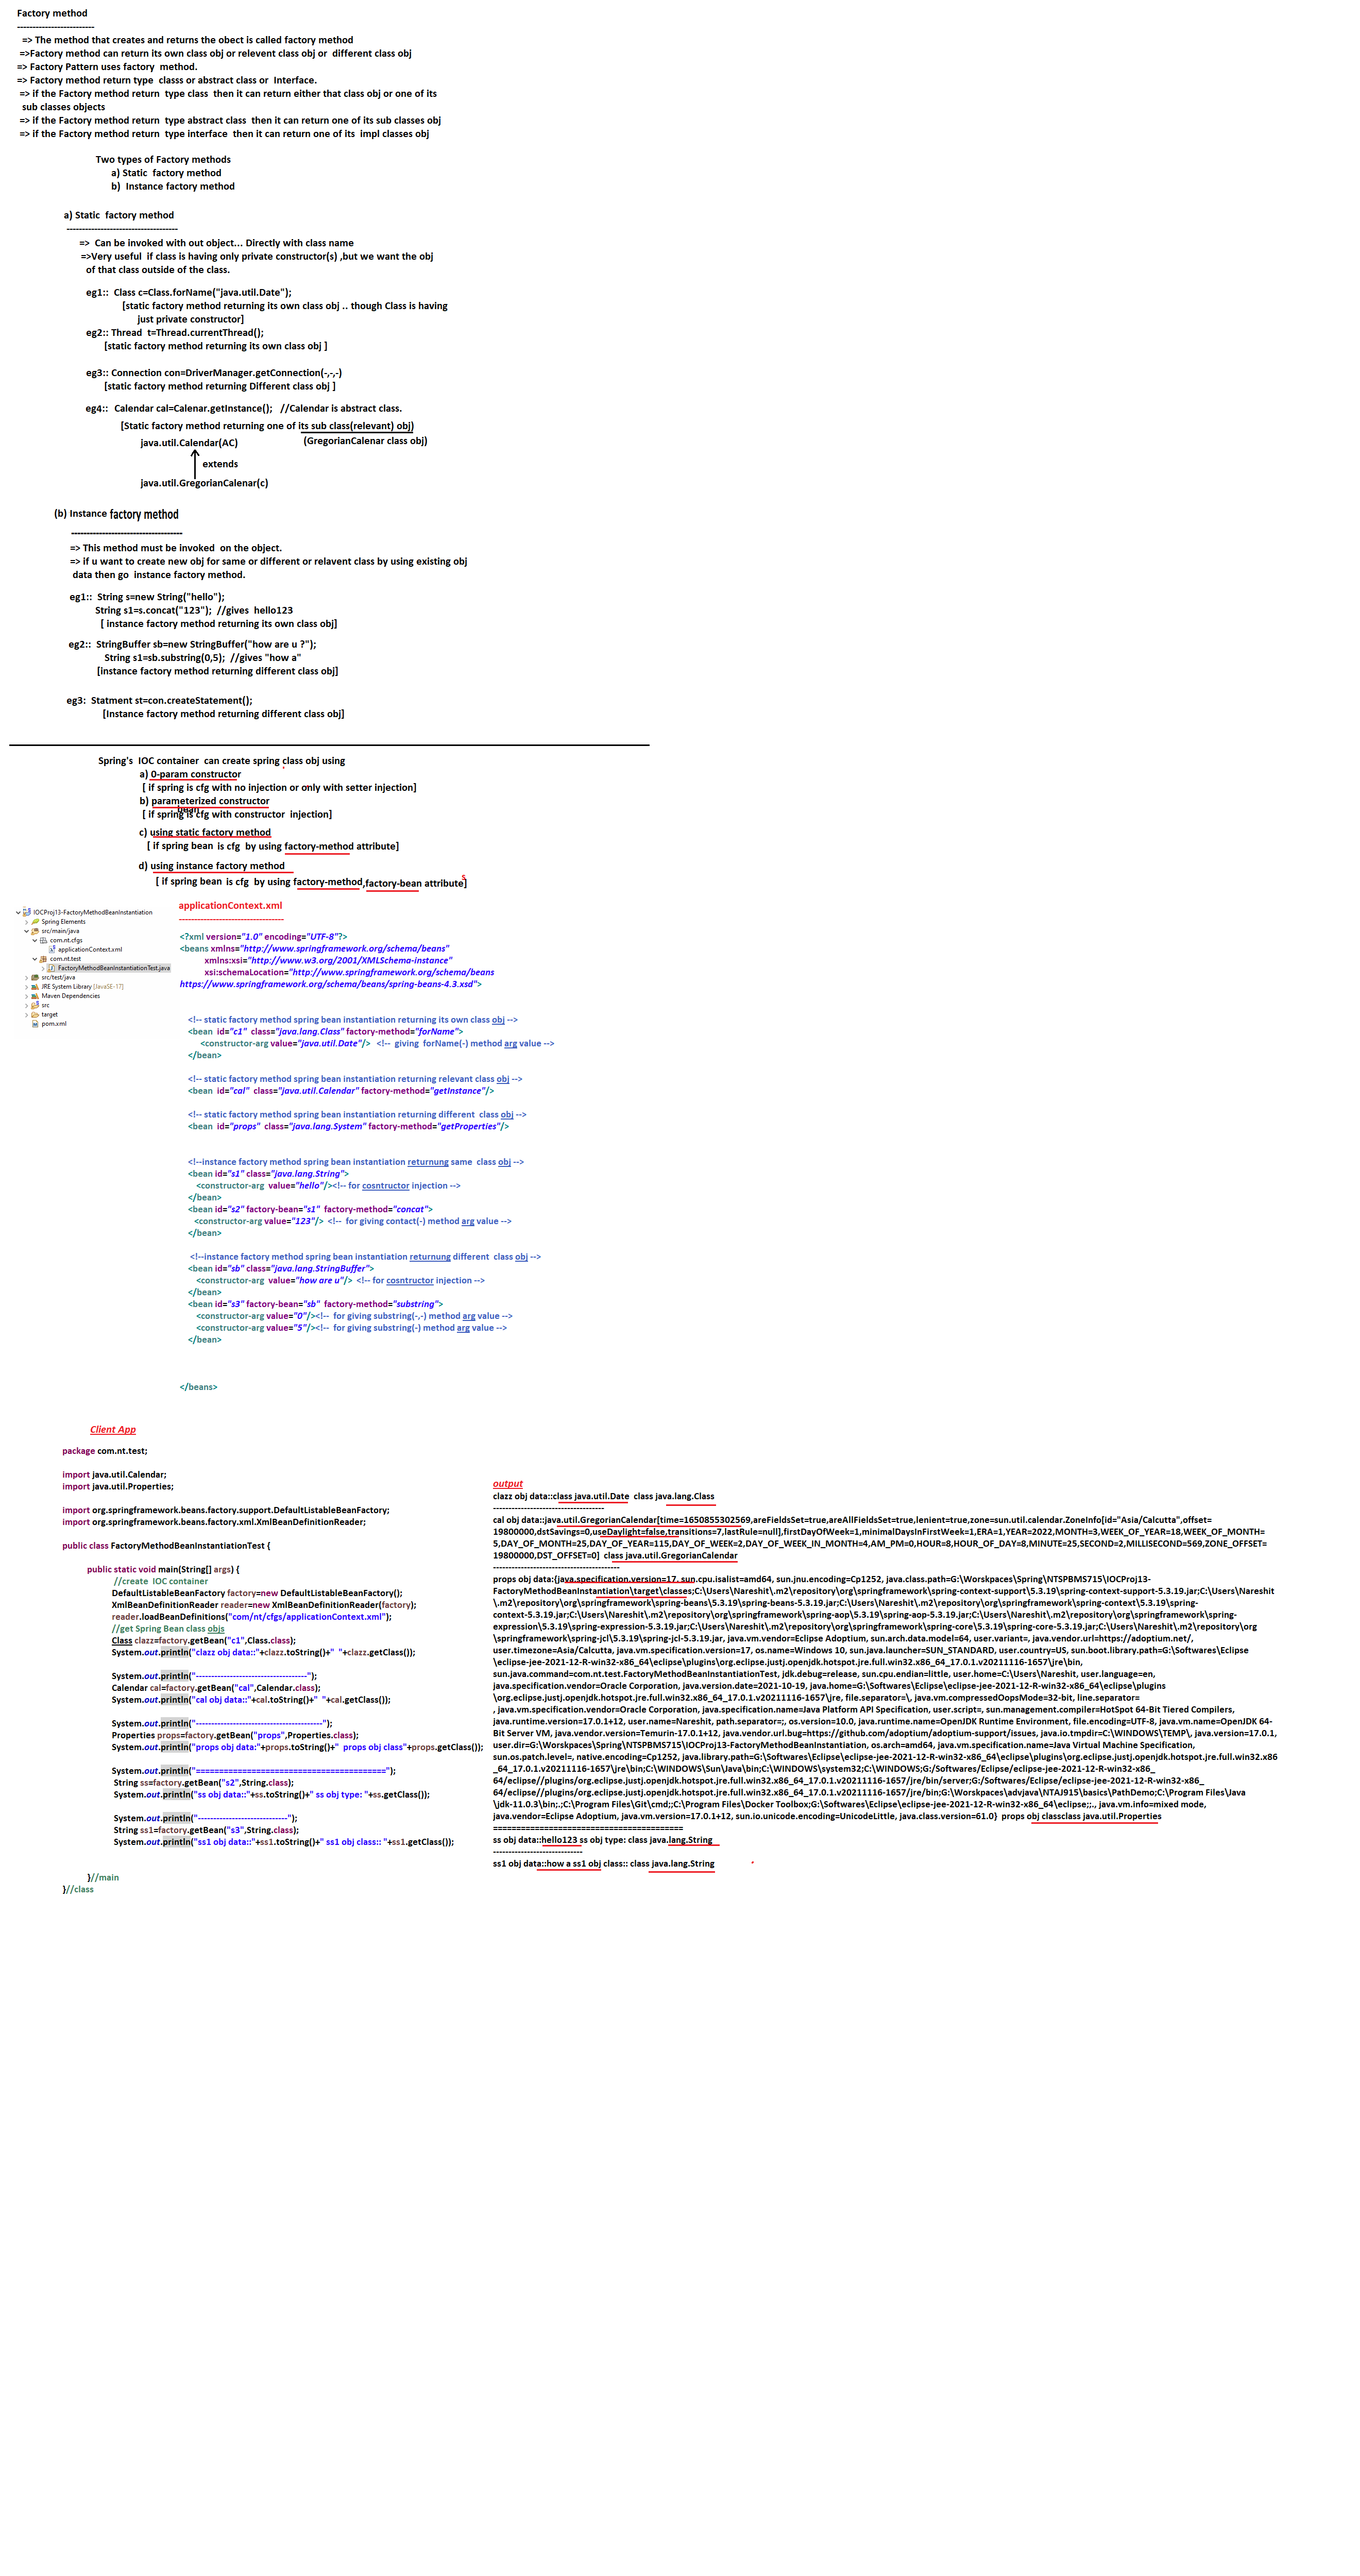 Factory method
-------------------------
=> The method that creates and returns the obect is called factory method
=>Factory method can return its own class obj or relevent class obj or  different class obj
=> Factory Pattern uses factory  method.
=> Factory method return type  classs or abstract class or  Interface.
=> if the Factory method return  type class  then it can return either that class obj or one of its
sub classes objects
=> if the Factory method return  type abstract class  then it can return one of its sub classes obj
=> if the Factory method return  type interface  then it can return one of its  impl classes obj
Two types of Factory methods
a) Static  factory method
b)  Instance factory method
a) Static  factory method
------------------------------------
=>  Can be invoked with out object... Directly with class name
=>Very useful  if class is having only private constructor(s) ,but we want the obj
of that class outside of the class.
eg1::  Class c=Class.forName("java.util.Date");
[static factory method returning its own class obj .. though Class is having
just private constructor]
eg2:: Thread  t=Thread.currentThread();
[static factory method returning its own class obj ]
eg3:: Connection con=DriverManager.getConnection(-,-,-)
[static factory method returning Different class obj ]
eg4::  Calendar cal=Calenar.getInstance();   //Calendar is abstract class.
[Static factory method returning one of its sub class(relevant) obj)
java.util.Calendar(AC)
(GregorianCalenar class obj)
extends
java.util.GregorianCalenar(c)
(b) Instance factory method
------------------------------------
=> This method must be invoked  on the object.
=> if u want to create new obj for same or different or relavent class by using existing obj
data then go  instance factory method.
eg1::  String s=new String("hello");
String s1=s.concat("123");  //gives  hello123
[ instance factory method returning its own class obj]
eg2::  StringBuffer sb=new StringBuffer("how are u ?");
String s1=sb.substring(0,5);  //gives "how a"
[instance factory method returning different class obj]
eg3:  Statment st=con.createStatement();
[Instance factory method returning different class obj]
Spring's  IOC container  can create spring class obj using
a) 0-param constructor
[ if spring is cfg with no injection or only with setter injection]
b) parameterized constructor
bean
[ if spring is cfg with constructor  injection]
c) using static factory method
[ if spring bean  is cfg  by using factory-method attribute]
d) using instance factory method
[ if spring bean  is cfg  by using factory-method,factory-bean attribute]
s
IOCProj13-FactoryMethodBeanInstantiation
Spring Elements
src/main/java
com.nt.cfgs
applicationContext.xml
com.nt.test
FactoryMethodBeanInstantiationTest.java
src/test/java
JRE System Library [JavaSE-17]
Maven Dependencies
src
target
pom.xml
applicationContext.xml
----------------------------------
<?xml version="1.0" encoding="UTF-8"?>
<beans xmlns="http://www.springframework.org/schema/beans"
xmlns:xsi="http://www.w3.org/2001/XMLSchema-instance"
xsi:schemaLocation="http://www.springframework.org/schema/beans
https://www.springframework.org/schema/beans/spring-beans-4.3.xsd">
<!-- static factory method spring bean instantiation returning its own class obj -->
<bean  id="c1"  class="java.lang.Class" factory-method="forName">
<constructor-arg value="java.util.Date"/>   <!--  giving  forName(-) method arg value -->
</bean>
<!-- static factory method spring bean instantiation returning relevant class obj -->
<bean  id="cal"  class="java.util.Calendar" factory-method="getInstance"/>
<!-- static factory method spring bean instantiation returning different  class obj -->
<bean  id="props"  class="java.lang.System" factory-method="getProperties"/>
<!--instance factory method spring bean instantiation returnung same  class obj -->
<bean id="s1" class="java.lang.String">
<constructor-arg  value="hello"/><!-- for cosntructor injection -->
</bean>
<bean id="s2" factory-bean="s1"  factory-method="concat">
<constructor-arg value="123"/>  <!--  for giving contact(-) method arg value -->
</bean>
<!--instance factory method spring bean instantiation returnung different  class obj -->
<bean id="sb" class="java.lang.StringBuffer">
<constructor-arg  value="how are u"/>  <!-- for cosntructor injection -->
</bean>
<bean id="s3" factory-bean="sb"  factory-method="substring">
<constructor-arg value="0"/><!--  for giving substring(-,-) method arg value -->
<constructor-arg value="5"/><!--  for giving substring(-) method arg value -->
</bean>
</beans>
Client App
package com.nt.test;
import java.util.Calendar;
import java.util.Properties;
import org.springframework.beans.factory.support.DefaultListableBeanFactory;
import org.springframework.beans.factory.xml.XmlBeanDefinitionReader;
public class FactoryMethodBeanInstantiationTest {
public static void main(String[] args) {
//create  IOC container
DefaultListableBeanFactory factory=new DefaultListableBeanFactory();
XmlBeanDefinitionReader reader=new XmlBeanDefinitionReader(factory);
reader.loadBeanDefinitions("com/nt/cfgs/applicationContext.xml");
//get Spring Bean class objs
Class clazz=factory.getBean("c1",Class.class);
System.out.println("clazz obj data::"+clazz.toString()+"  "+clazz.getClass());
System.out.println("------------------------------------");
Calendar cal=factory.getBean("cal",Calendar.class);
System.out.println("cal obj data::"+cal.toString()+"  "+cal.getClass());
System.out.println("-----------------------------------------");
Properties props=factory.getBean("props",Properties.class);
System.out.println("props obj data:"+props.toString()+"  props obj class"+props.getClass());
System.out.println("=========================================");
String ss=factory.getBean("s2",String.class);
System.out.println("ss obj data::"+ss.toString()+" ss obj type: "+ss.getClass());
System.out.println("-----------------------------");
String ss1=factory.getBean("s3",String.class);
System.out.println("ss1 obj data::"+ss1.toString()+" ss1 obj class:: "+ss1.getClass());
}//main
}//class
output
clazz obj data::class java.util.Date  class java.lang.Class
------------------------------------
cal obj data::java.util.GregorianCalendar[time=1650855302569,areFieldsSet=true,areAllFieldsSet=true,lenient=true,zone=sun.util.calendar.ZoneInfo[id="Asia/Calcutta",offset=
19800000,dstSavings=0,useDaylight=false,transitions=7,lastRule=null],firstDayOfWeek=1,minimalDaysInFirstWeek=1,ERA=1,YEAR=2022,MONTH=3,WEEK_OF_YEAR=18,WEEK_OF_MONTH=
5,DAY_OF_MONTH=25,DAY_OF_YEAR=115,DAY_OF_WEEK=2,DAY_OF_WEEK_IN_MONTH=4,AM_PM=0,HOUR=8,HOUR_OF_DAY=8,MINUTE=25,SECOND=2,MILLISECOND=569,ZONE_OFFSET=
19800000,DST_OFFSET=0]  class java.util.GregorianCalendar
-----------------------------------------
props obj data:{java.specification.version=17, sun.cpu.isalist=amd64, sun.jnu.encoding=Cp1252, java.class.path=G:\Worskpaces\Spring\NTSPBMS715\IOCProj13-
FactoryMethodBeanInstantiation\target\classes;C:\Users\Nareshit\.m2\repository\org\springframework\spring-context-support\5.3.19\spring-context-support-5.3.19.jar;C:\Users\Nareshit
\.m2\repository\org\springframework\spring-beans\5.3.19\spring-beans-5.3.19.jar;C:\Users\Nareshit\.m2\repository\org\springframework\spring-context\5.3.19\spring-
context-5.3.19.jar;C:\Users\Nareshit\.m2\repository\org\springframework\spring-aop\5.3.19\spring-aop-5.3.19.jar;C:\Users\Nareshit\.m2\repository\org\springframework\spring-
expression\5.3.19\spring-expression-5.3.19.jar;C:\Users\Nareshit\.m2\repository\org\springframework\spring-core\5.3.19\spring-core-5.3.19.jar;C:\Users\Nareshit\.m2\repository\org
\springframework\spring-jcl\5.3.19\spring-jcl-5.3.19.jar, java.vm.vendor=Eclipse Adoptium, sun.arch.data.model=64, user.variant=, java.vendor.url=https://adoptium.net/,
user.timezone=Asia/Calcutta, java.vm.specification.version=17, os.name=Windows 10, sun.java.launcher=SUN_STANDARD, user.country=US, sun.boot.library.path=G:\Softwares\Eclipse
\eclipse-jee-2021-12-R-win32-x86_64\eclipse\plugins\org.eclipse.justj.openjdk.hotspot.jre.full.win32.x86_64_17.0.1.v20211116-1657\jre\bin,
sun.java.command=com.nt.test.FactoryMethodBeanInstantiationTest, jdk.debug=release, sun.cpu.endian=little, user.home=C:\Users\Nareshit, user.language=en,
java.specification.vendor=Oracle Corporation, java.version.date=2021-10-19, java.home=G:\Softwares\Eclipse\eclipse-jee-2021-12-R-win32-x86_64\eclipse\plugins
\org.eclipse.justj.openjdk.hotspot.jre.full.win32.x86_64_17.0.1.v20211116-1657\jre, file.separator=\, java.vm.compressedOopsMode=32-bit, line.separator=
, java.vm.specification.vendor=Oracle Corporation, java.specification.name=Java Platform API Specification, user.script=, sun.management.compiler=HotSpot 64-Bit Tiered Compilers,
java.runtime.version=17.0.1+12, user.name=Nareshit, path.separator=;, os.version=10.0, java.runtime.name=OpenJDK Runtime Environment, file.encoding=UTF-8, java.vm.name=OpenJDK 64-
Bit Server VM, java.vendor.version=Temurin-17.0.1+12, java.vendor.url.bug=https://github.com/adoptium/adoptium-support/issues, java.io.tmpdir=C:\WINDOWS\TEMP\, java.version=17.0.1,
user.dir=G:\Worskpaces\Spring\NTSPBMS715\IOCProj13-FactoryMethodBeanInstantiation, os.arch=amd64, java.vm.specification.name=Java Virtual Machine Specification,
sun.os.patch.level=, native.encoding=Cp1252, java.library.path=G:\Softwares\Eclipse\eclipse-jee-2021-12-R-win32-x86_64\eclipse\plugins\org.eclipse.justj.openjdk.hotspot.jre.full.win32.x86
_64_17.0.1.v20211116-1657\jre\bin;C:\WINDOWS\Sun\Java\bin;C:\WINDOWS\system32;C:\WINDOWS;G:/Softwares/Eclipse/eclipse-jee-2021-12-R-win32-x86_
64/eclipse//plugins/org.eclipse.justj.openjdk.hotspot.jre.full.win32.x86_64_17.0.1.v20211116-1657/jre/bin/server;G:/Softwares/Eclipse/eclipse-jee-2021-12-R-win32-x86_
64/eclipse//plugins/org.eclipse.justj.openjdk.hotspot.jre.full.win32.x86_64_17.0.1.v20211116-1657/jre/bin;G:\Worskpaces\advjava\NTAJ915\basics\PathDemo;C:\Program Files\Java
\jdk-11.0.3\bin;.;C:\Program Files\Git\cmd;;C:\Program Files\Docker Toolbox;G:\Softwares\Eclipse\eclipse-jee-2021-12-R-win32-x86_64\eclipse;;., java.vm.info=mixed mode,
java.vendor=Eclipse Adoptium, java.vm.version=17.0.1+12, sun.io.unicode.encoding=UnicodeLittle, java.class.version=61.0}  props obj classclass java.util.Properties
=========================================
ss obj data::hello123 ss obj type: class java.lang.String
-----------------------------
ss1 obj data::how a ss1 obj class:: class java.lang.String